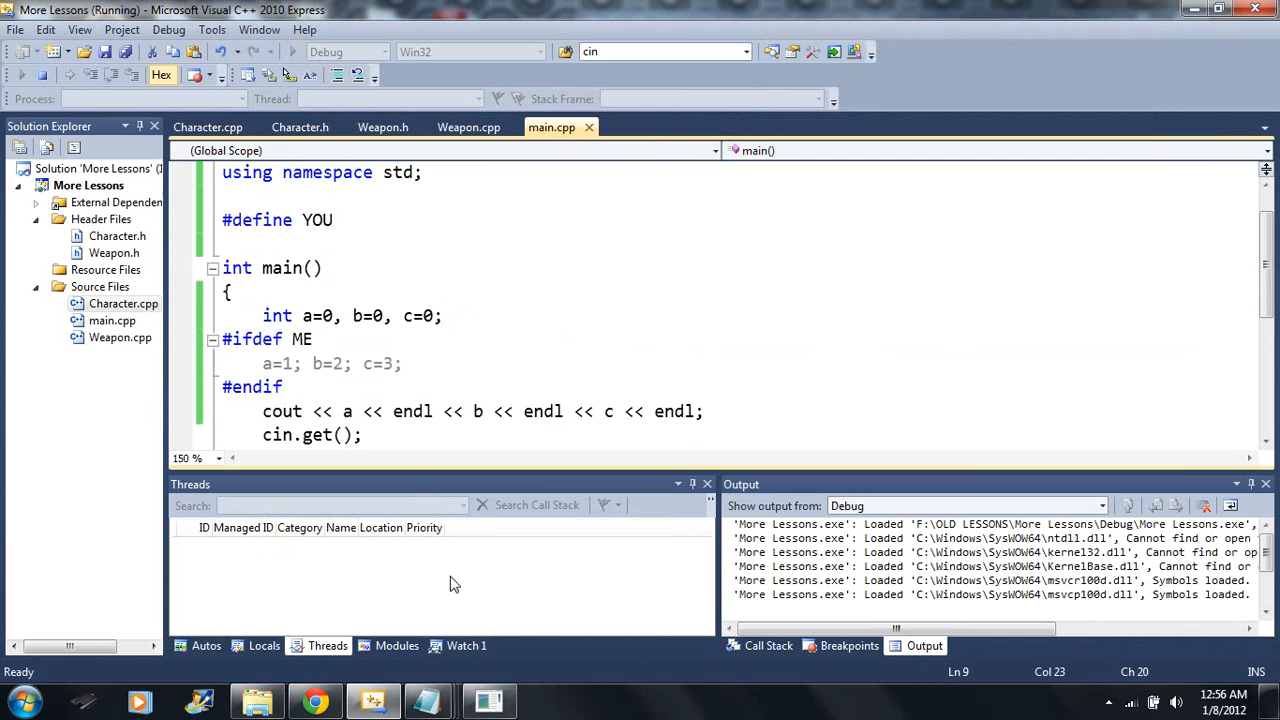 More Lessons (Running) - Microsoft Visual C++ 2010 Express
File Edit View Project Debug Tools Window Help
Debug Win32 cin
Hex
Process: Thread: Stack Frame:
Solution Explorer
Character.cpp Character.h Weapon.h Weapon.cpp main.cpp
(Global Scope) main()
Solution 'More Lessons' (1
More Lessons
External Dependen
Header Files
Character.h
Weapon.h
Resource Files
Source Files
Character.cpp
main.cpp
Weapon.cpp
using namespace std;
#define YOU
int main()
{
int a=0, b=0, c=0;
#ifdef ME
a=1; b=2; c=3;
#endif
cout << a << endl << b << endl << c << endl;
cin.get();
150 %
Threads
Search: Search Call Stack
ID Managed ID Category Name Location Priority
Autos Locals Threads Modules Watch 1
Output
Show output from: Debug
'More Lessons.exe': Loaded 'F:\OLD LESSONS\More Lessons\Debug\More Lessons.exe',
'More Lessons.exe': Loaded 'C:\Windows\SysWOW64\ntdll.dll', Cannot find or open
'More Lessons.exe': Loaded 'C:\Windows\SysWOW64\kernel32.dll', Cannot find or op
'More Lessons.exe': Loaded 'C:\Windows\SysWOW64\KernelBase.dll', Cannot find or
'More Lessons.exe': Loaded 'C:\Windows\SysWOW64\msvcr100d.dll', Symbols loaded.
'More Lessons.exe': Loaded 'C:\Windows\SysWOW64\msvcp100d.dll', Symbols loaded.
Call Stack Breakpoints Output
Ready Ln 9 Col 23 Ch 20 INS
12:56 AM
1/8/2012